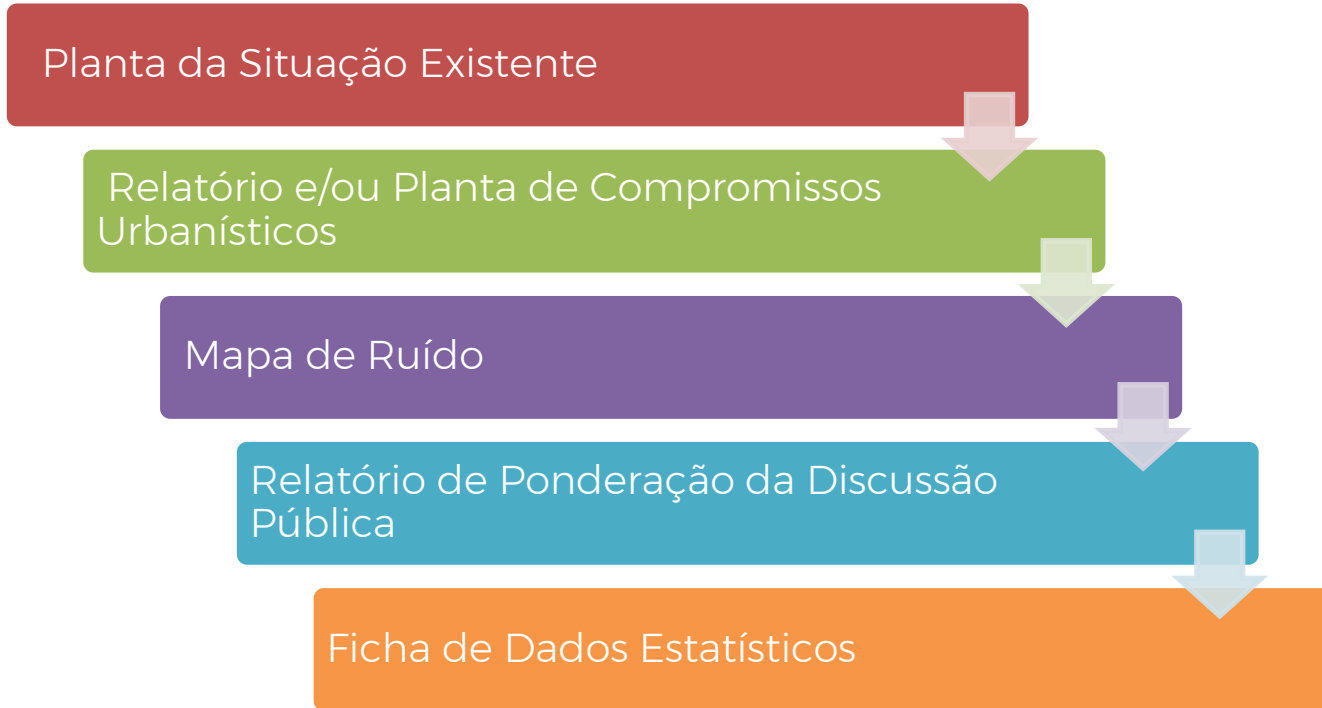 Planta da Situação Existente
Relatório e/ou Planta de Compromissos
Urbanísticos
Mapa de Ruído
Relatório de Ponderação da Discussão
Pública
Ficha de Dados Estatísticos